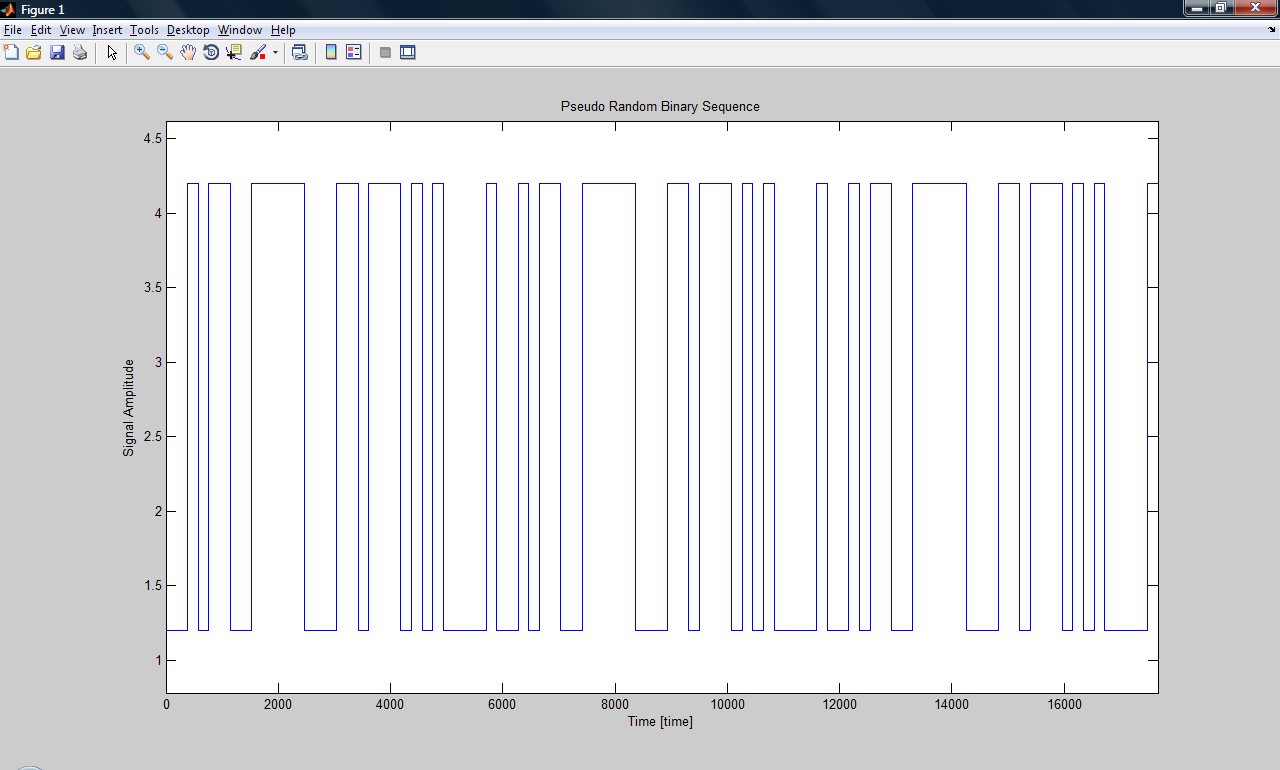 Figure 1
File Edit View Insert Tools Desktop Window Help
Pseudo Random Binary Sequence
4.5
4
3.5
3
2.5
2
1.5
1
Signal Amplitude
0 2000 4000 6000 8000 10000 12000 14000 16000
Time [time]